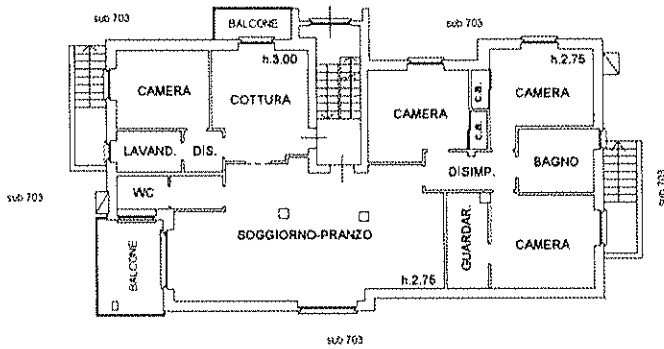 sub 703
BALCONE
sub 703
h.3.00
h.2.75
CAMERA
COTTURA
CAMERA
c.a.
c.a.
CAMERA
LAVAND.
DIS.
DISIMP.
BAGNO
WC
sub 703
sub 703
BALCONE
SOGGIORNO-PRANZO
GUARDAR.
CAMERA
h.2.75
sub 703